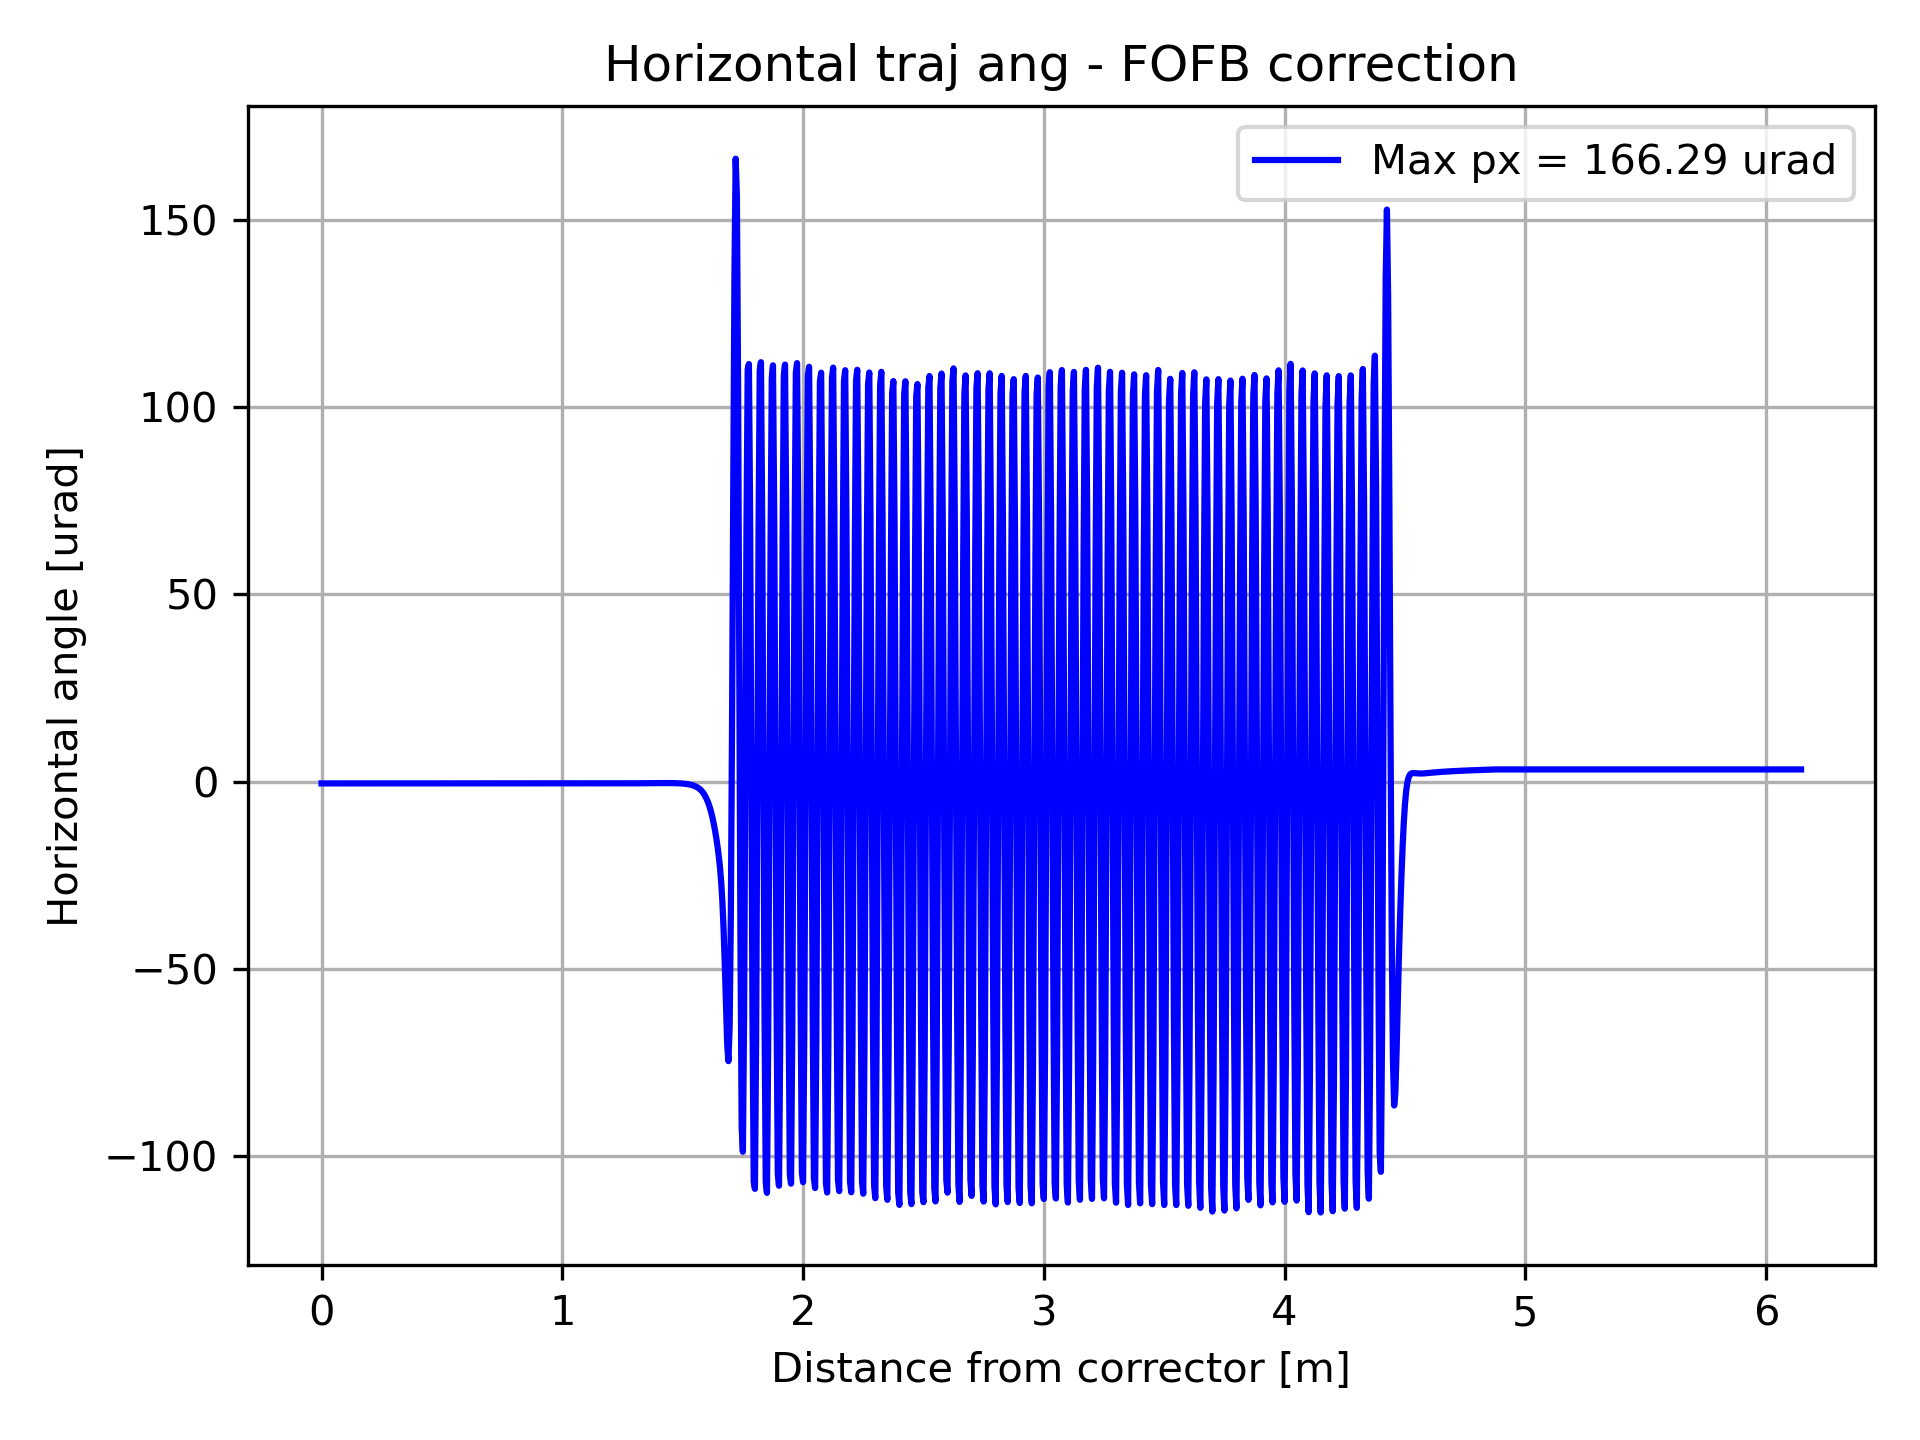 Horizontal traj ang - FOFB correction
Max px = 166.29 urad
150
100
50
0
−50
−100
Horizontal angle [urad]
0 1 2 3 4 5 6
Distance from corrector [m]